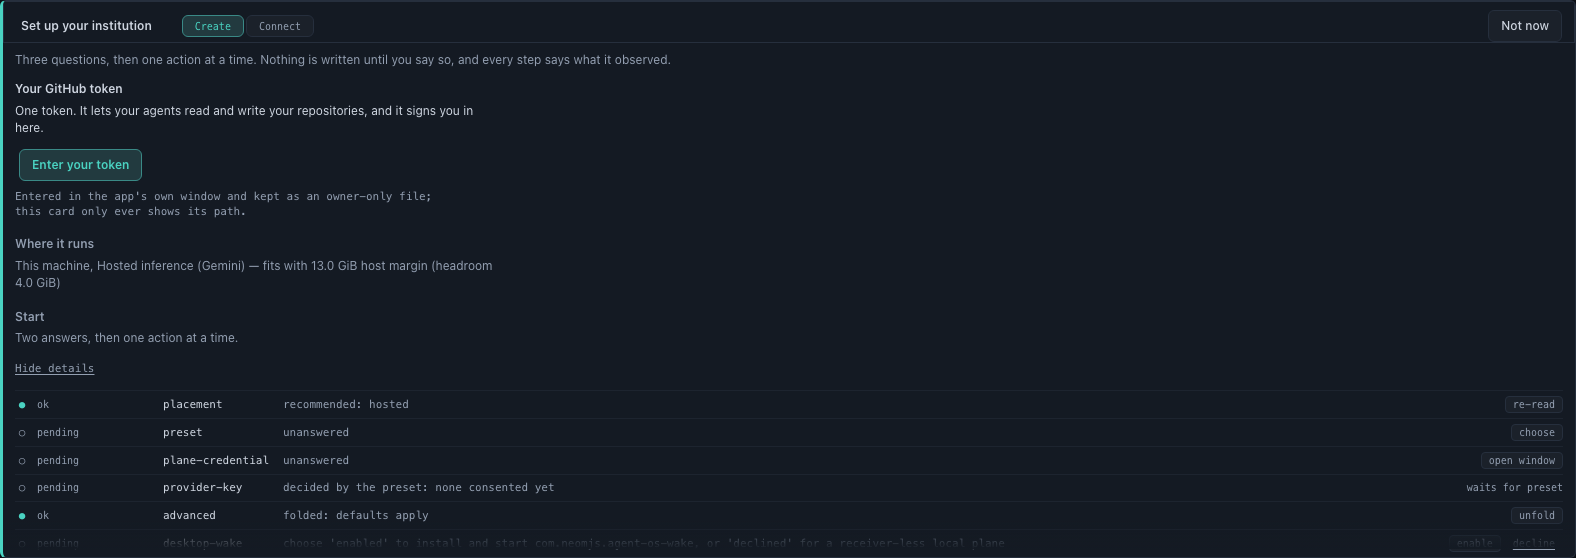 Set up your institution Create Connect Not now
Three questions, then one action at a time. Nothing is written until you say so, and every step says what it observed.
Your GitHub token
One token. It lets your agents read and write your repositories, and it signs you in
here.
Enter your token
Entered in the app's own window and kept as an owner-only file;
this card only ever shows its path.
Where it runs
This machine, Hosted inference (Gemini) — fits with 13.0 GiB host margin (headroom
4.0 GiB)
Start
Two answers, then one action at a time.
Hide details
ok placement recommended: hosted re-read
pending preset unanswered choose
pending plane-credential unanswered open window
pending provider-key decided by the preset: none consented yet waits for preset
ok advanced folded: defaults apply unfold
pending desktop-wake choose 'enabled' to install and start com.neomjs.agent-os-wake, or 'declined' for a receiver-less local plane enable decline